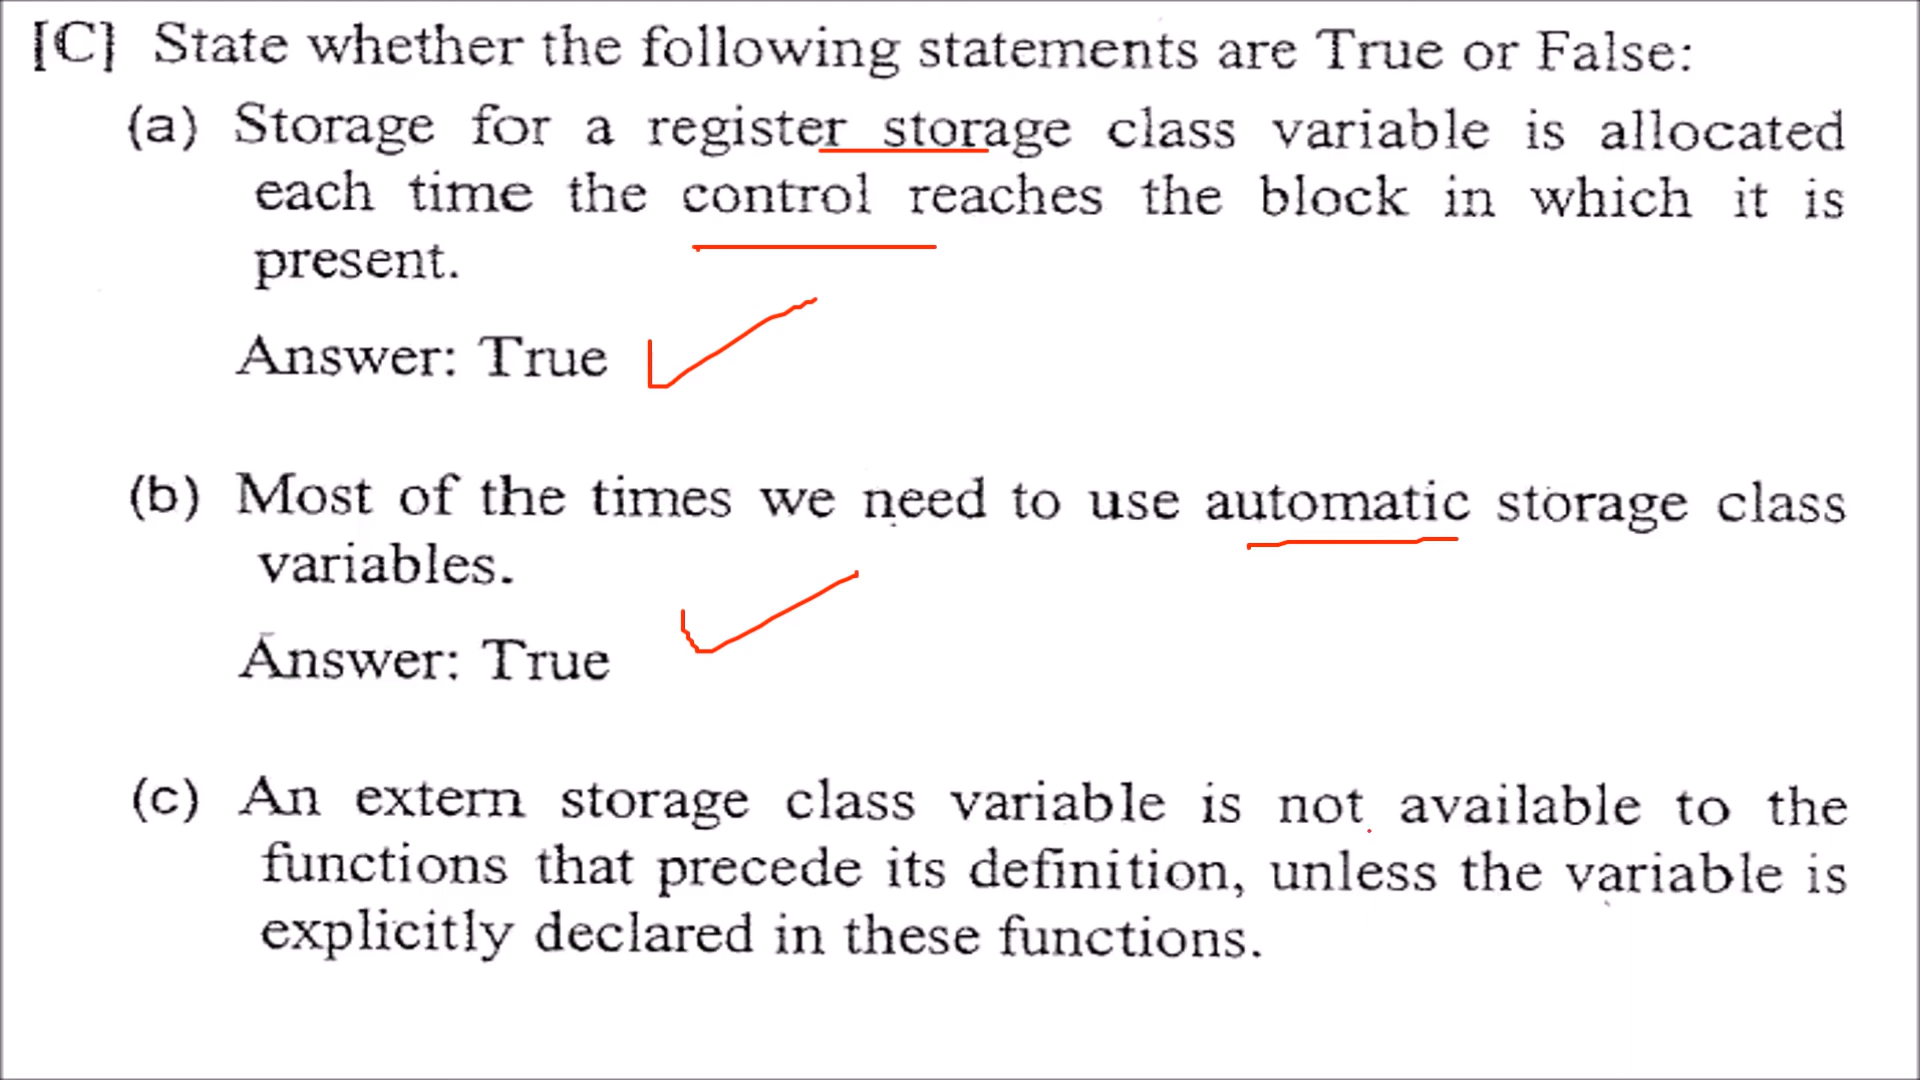 [C] State whether the following statements are True or False:
(a) Storage for a register storage class variable is allocated
each time the control reaches the block in which it is
present.
Answer: True
(b) Most of the times we need to use automatic storage class
variables.
Answer: True
(c) An extern storage class variable is not available to the
functions that precede its definition, unless the variable is
explicitly declared in these functions.